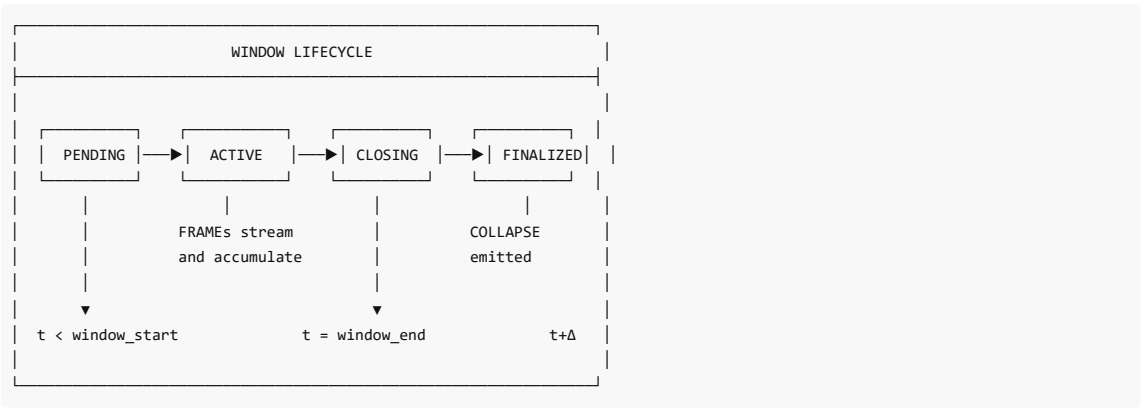 WINDOW LIFECYCLE
PENDING ACTIVE CLOSING FINALIZED
FRAMEs stream COLLAPSE
and accumulate emitted
t < window_start t = window_end t+Δ